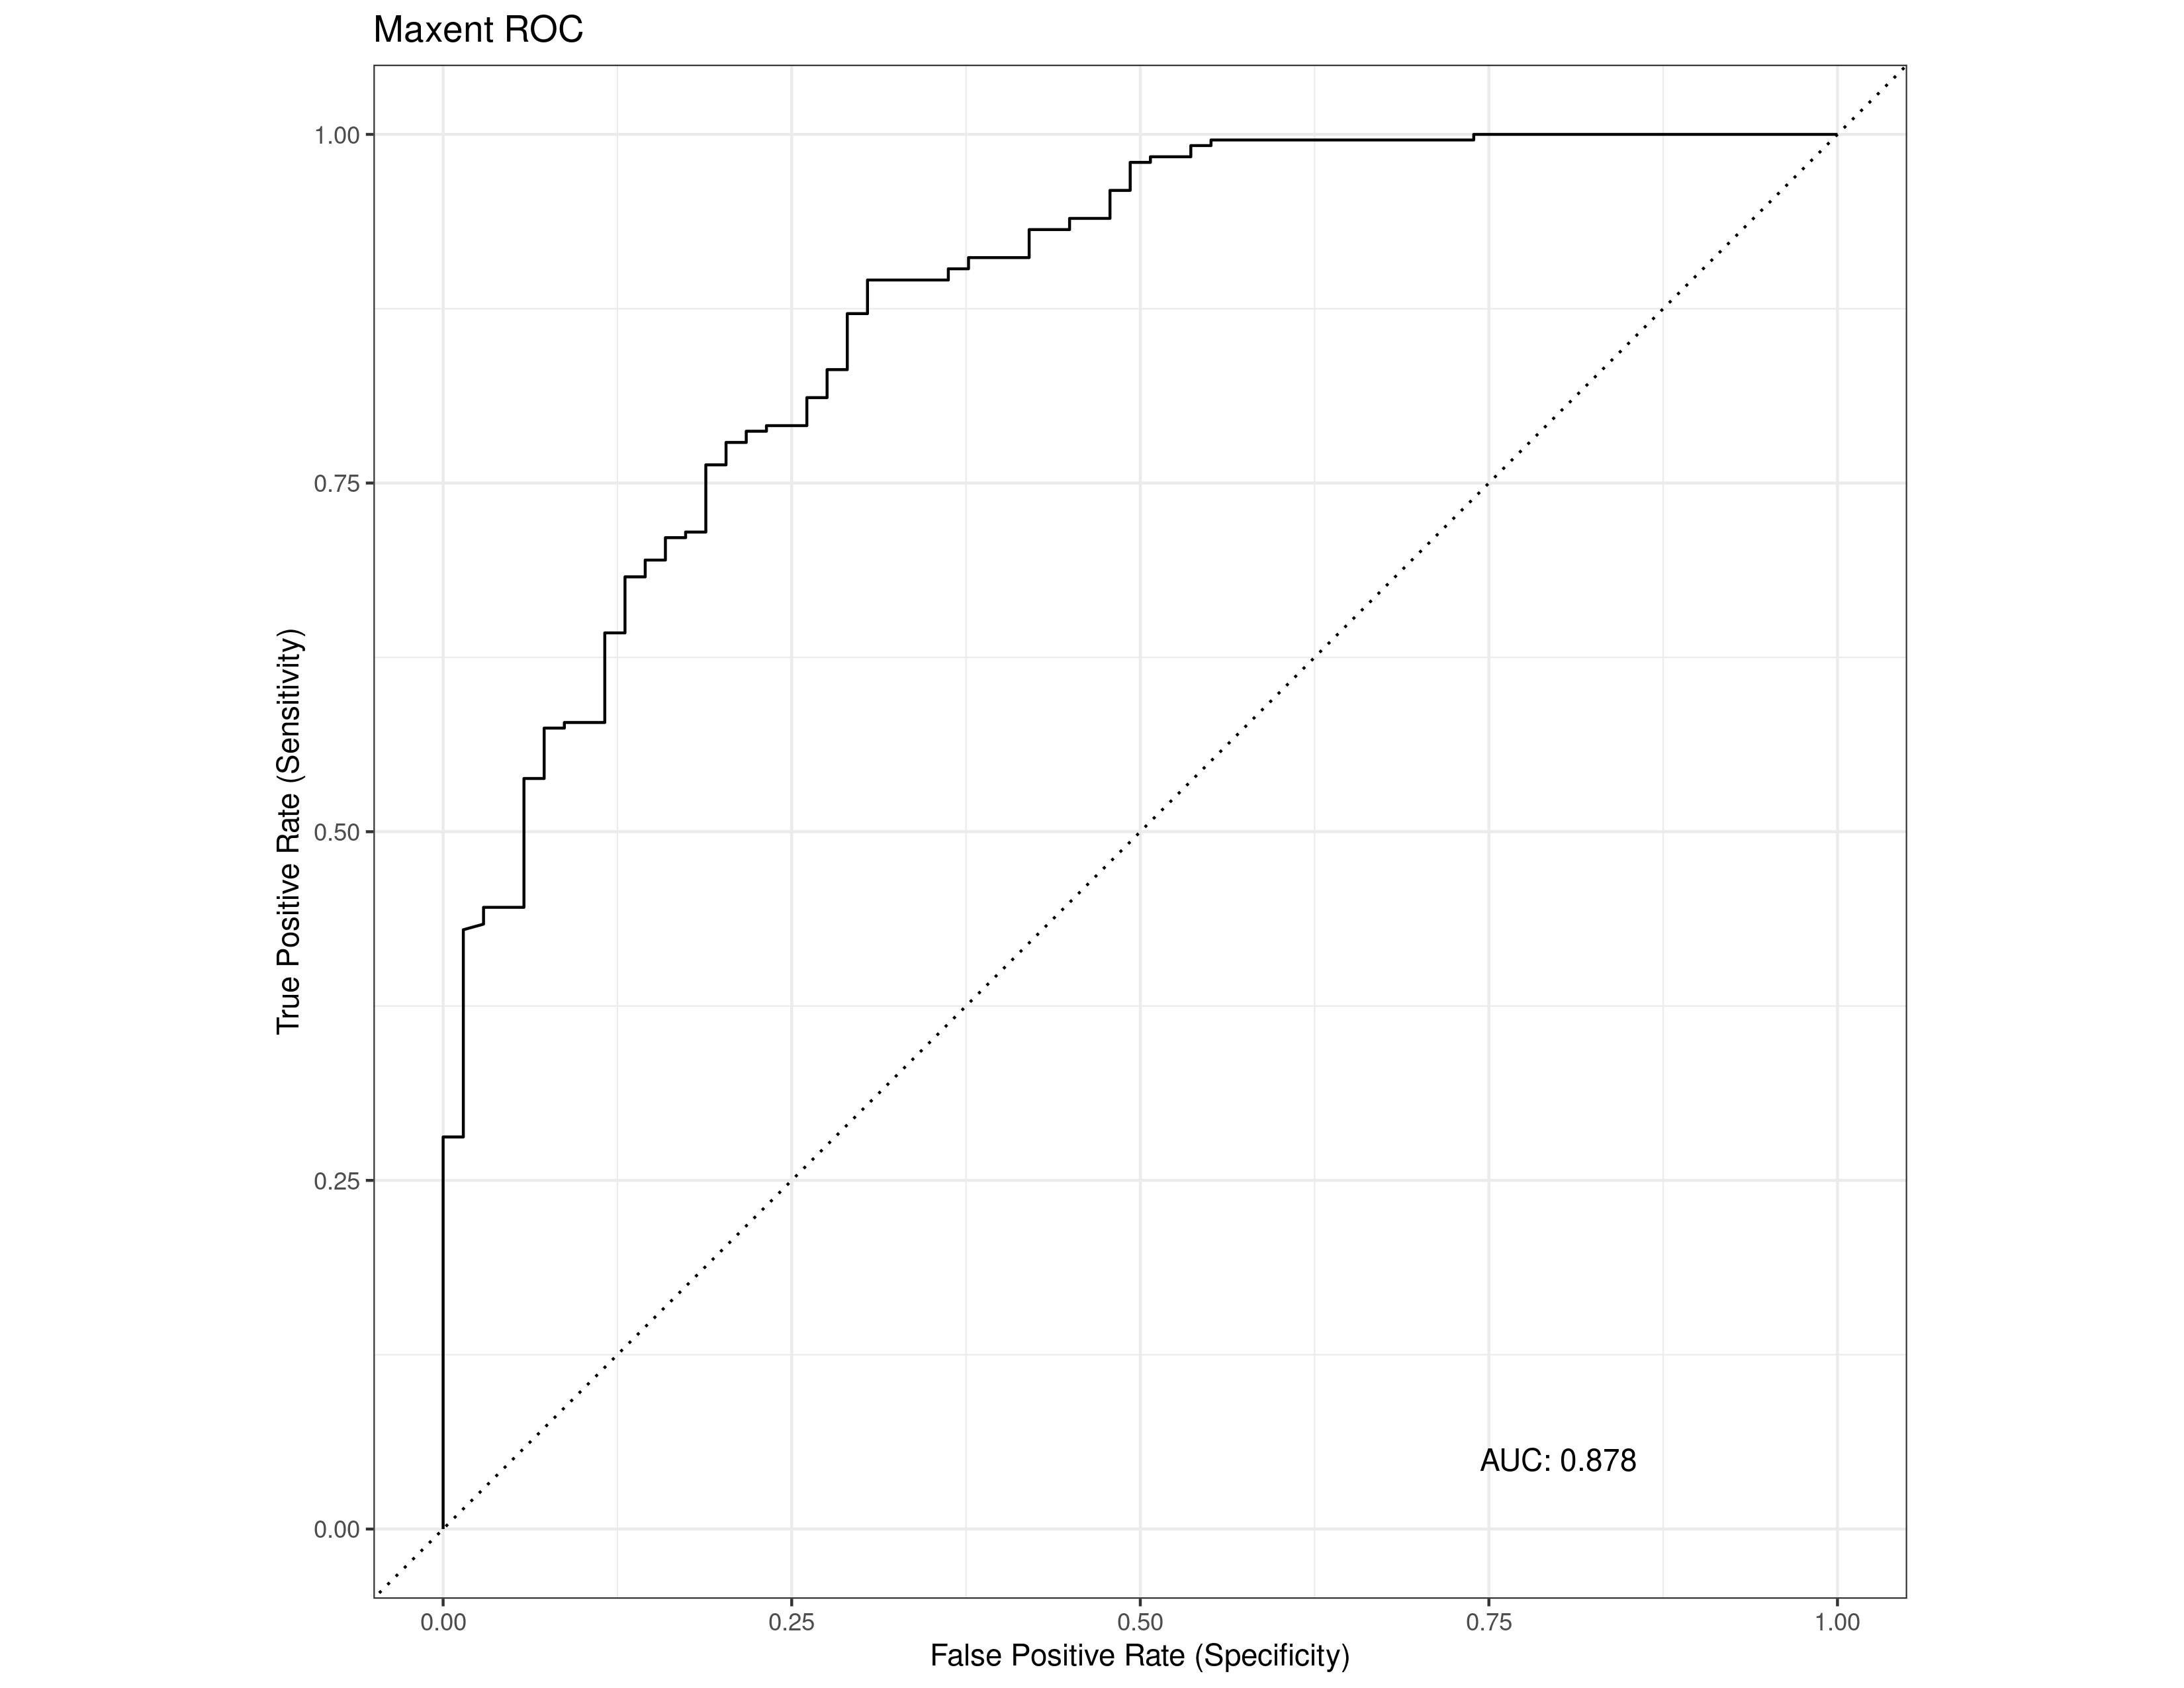 Maxent ROC
True Positive Rate (Sensitivity)
1.00
0.75
0.50
0.25
0.00
AUC: 0.878
0.00 0.25 0.50 0.75 1.00
False Positive Rate (Specificity)